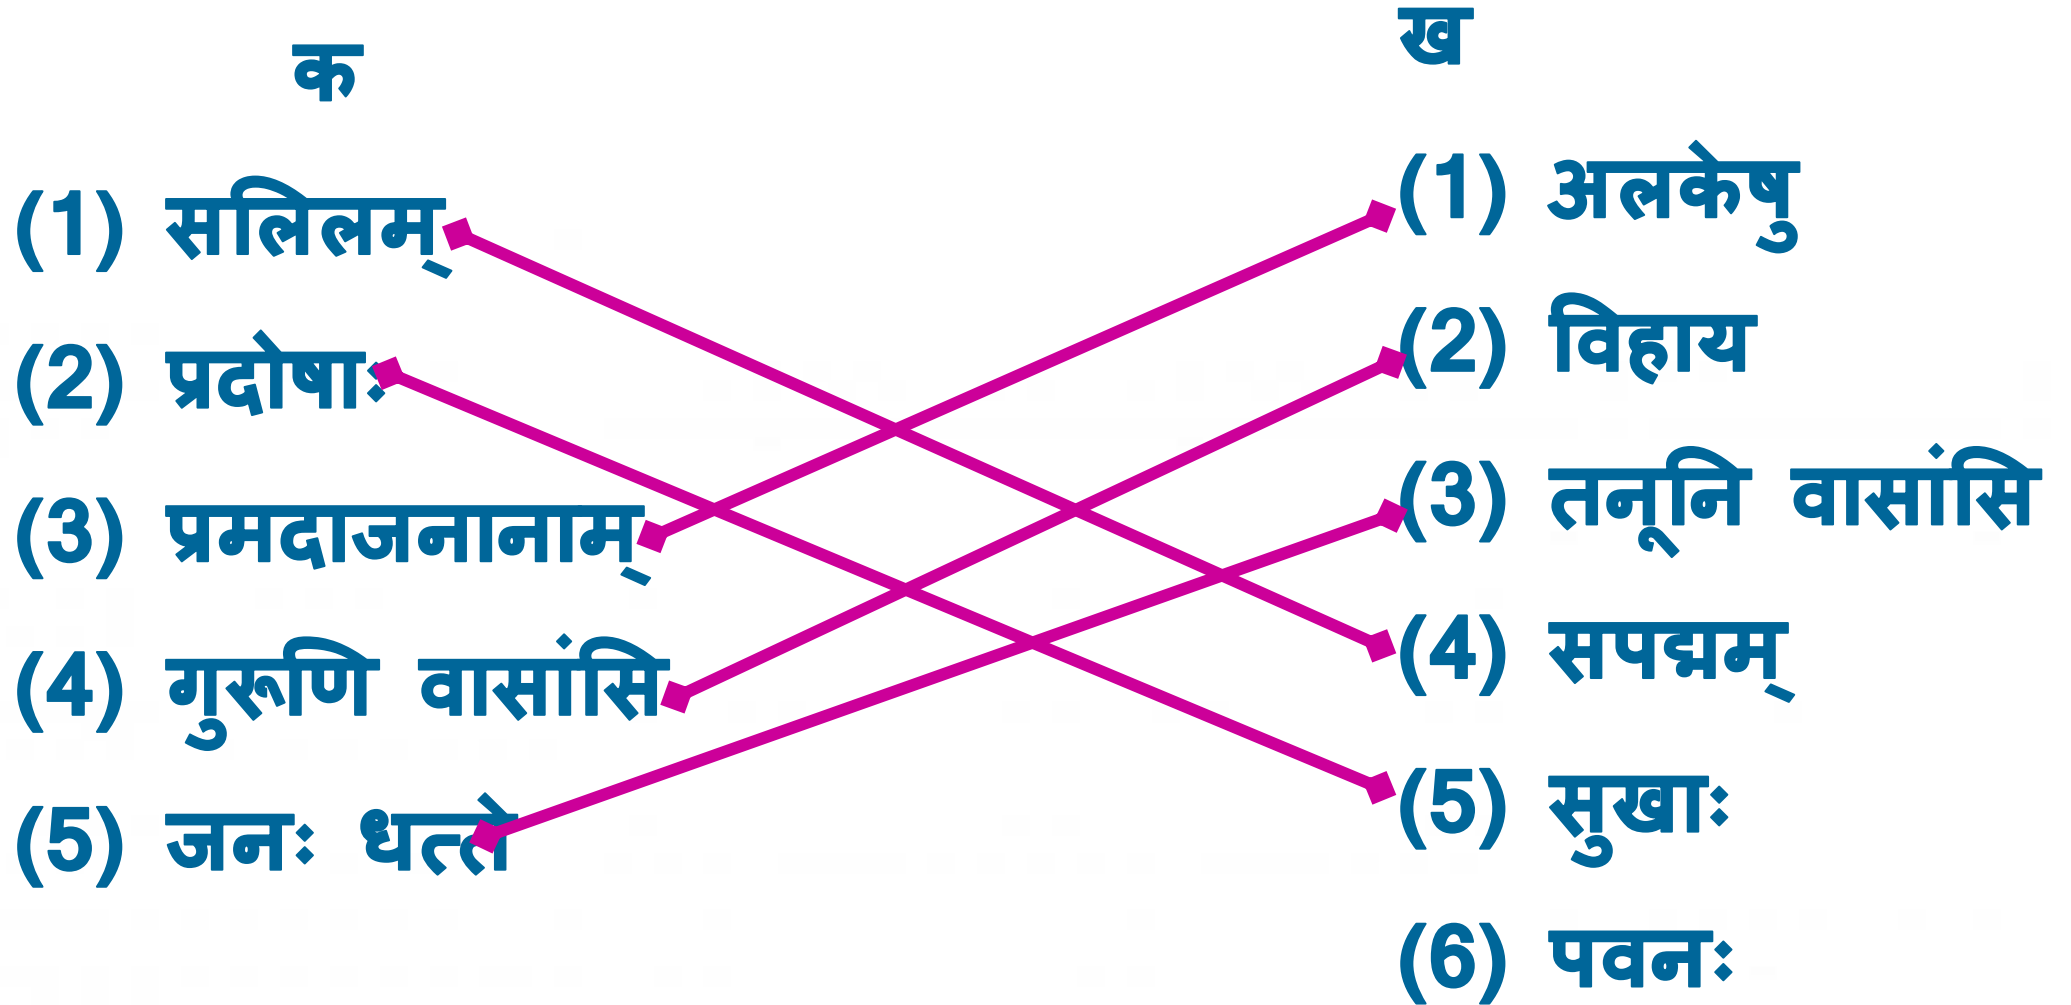 क
ख
(1) सलिलम्
(1) अलकेषु
(2) प्रदोषाः
(2) विहाय
(3) प्रमदाजनानाम्
(3) तनूनि वासांसि
(4) गुरूणि वासांसि
(4) सपद्मम्
(5) जनः धत्ते
(5) सुखाः
(6) पवनः